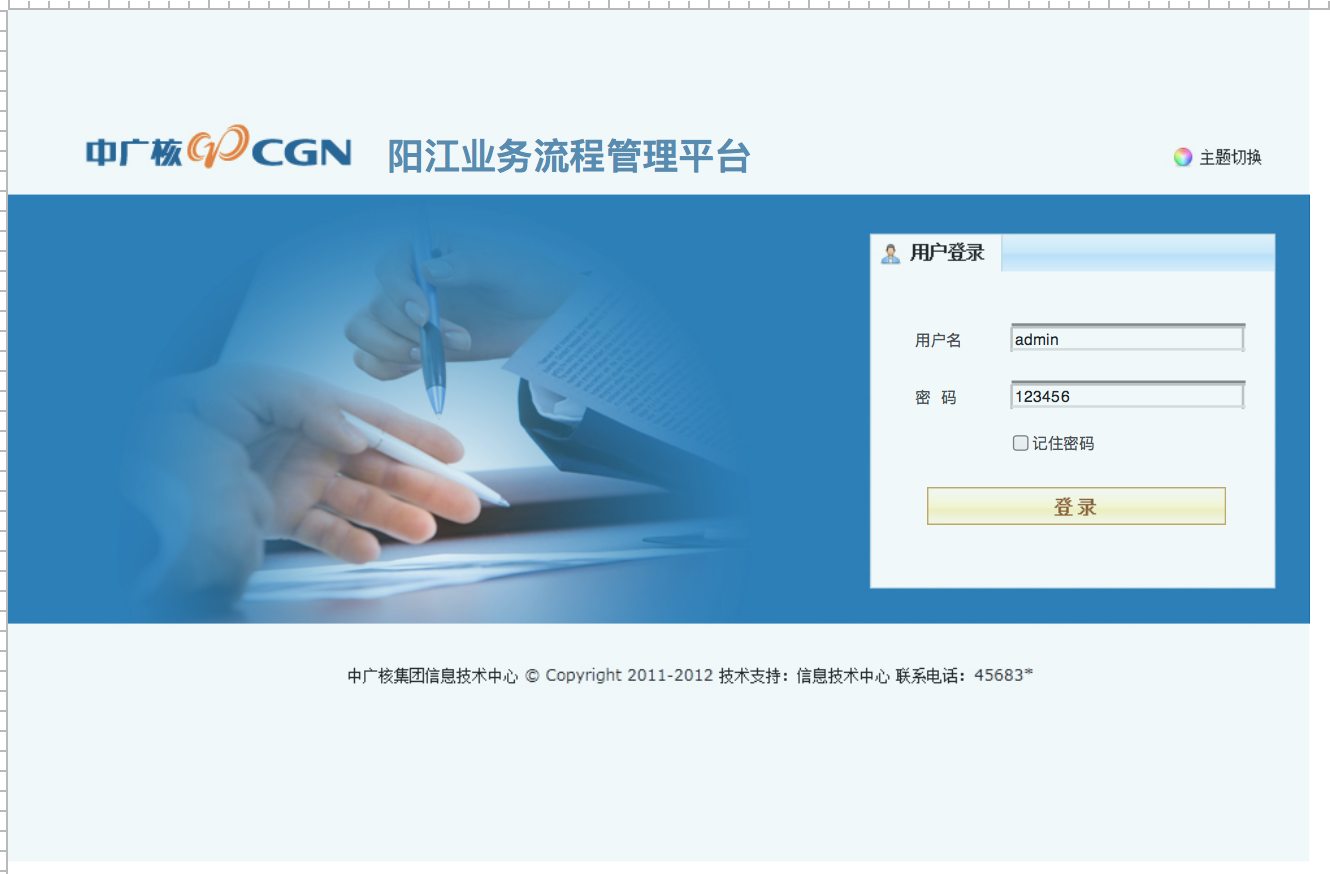 中广核 CGN 阳江业务流程管理平台
主题切换
用户登录
用户名 admin
密 码 123456
记住密码
登 录
中广核集团信息技术中心 © Copyright 2011-2012 技术支持：信息技术中心 联系电话：45683*